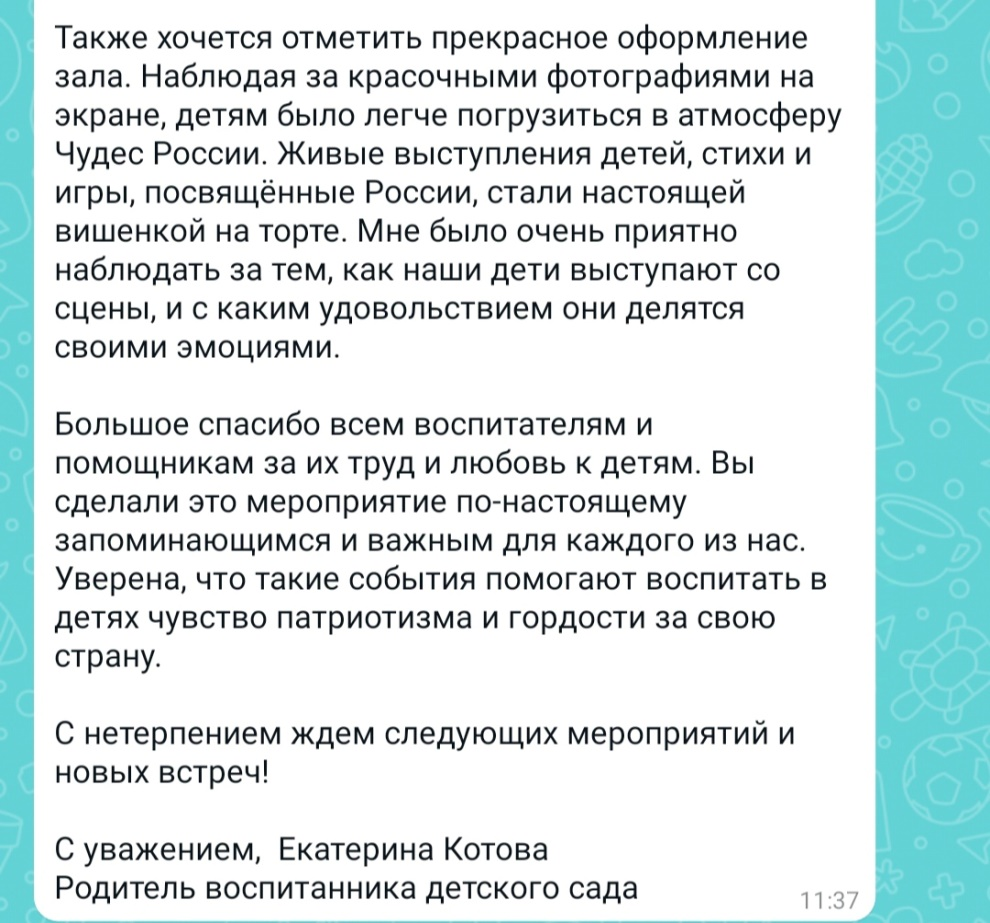 Также хочется отметить прекрасное оформление
зала. Наблюдая за красочными фотографиями на
экране, детям было легче погрузиться в атмосферу
Чудес России. Живые выступления детей, стихи и
игры, посвящённые России, стали настоящей
вишенкой на торте. Мне было очень приятно
наблюдать за тем, как наши дети выступают со
сцены, и с каким удовольствием они делятся
своими эмоциями.
Большое спасибо всем воспитателям и
помощникам за их труд и любовь к детям. Вы
сделали это мероприятие по-настоящему
запоминающимся и важным для каждого из нас.
Уверена, что такие события помогают воспитать в
детях чувство патриотизма и гордости за свою
страну.
С нетерпением ждем следующих мероприятий и
новых встреч!
С уважением,  Екатерина Котова
Родитель воспитанника детского сада
11:37